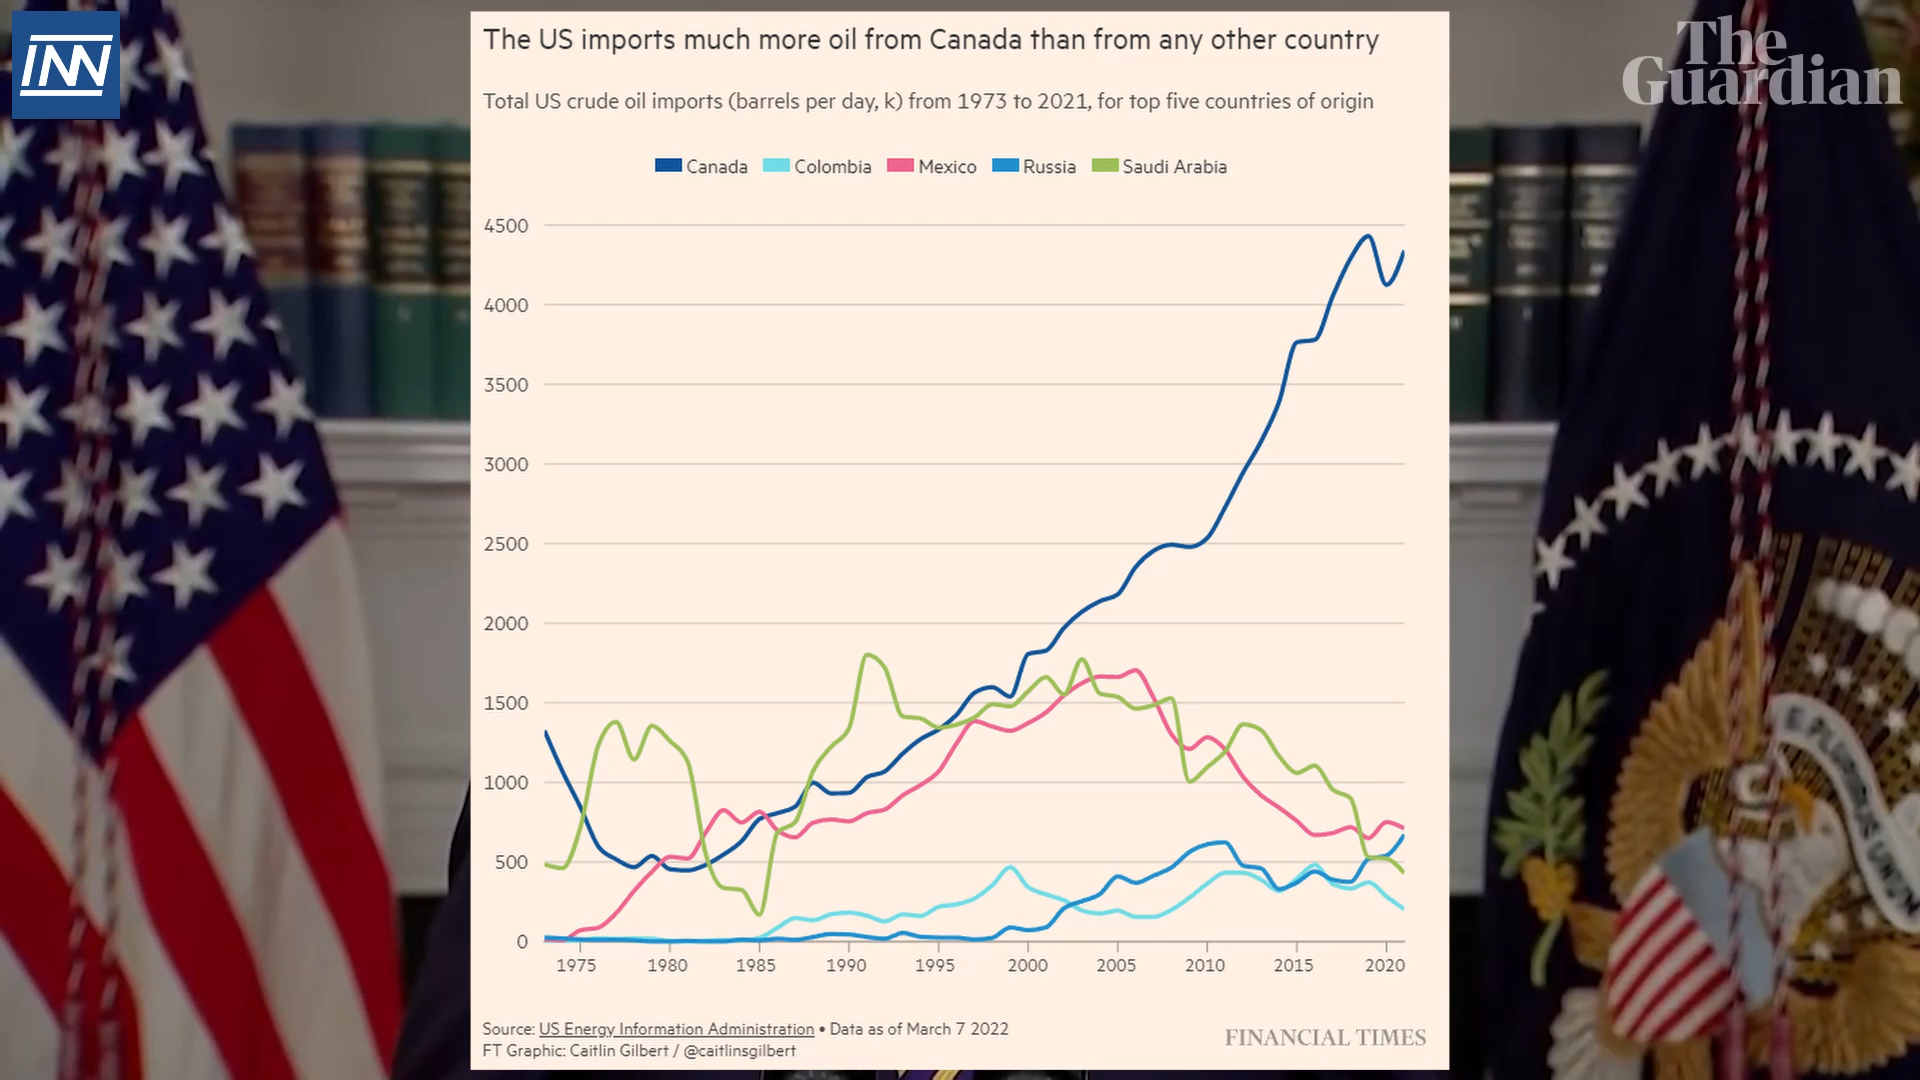 INN
The Guardian
The US imports much more oil from Canada than from any other country
Total US crude oil imports (barrels per day, k) from 1973 to 2021, for top five countries of origin
Canada Colombia Mexico Russia Saudi Arabia
4500
4000
3500
3000
2500
2000
1500
1000
500
0
1975 1980 1985 1990 1995 2000 2005 2010 2015 2020
Source: US Energy Information Administration • Data as of March 7 2022
FT Graphic: Caitlin Gilbert / @caitlinsgilbert
FINANCIAL TIMES
E PLURIBUS UNUM